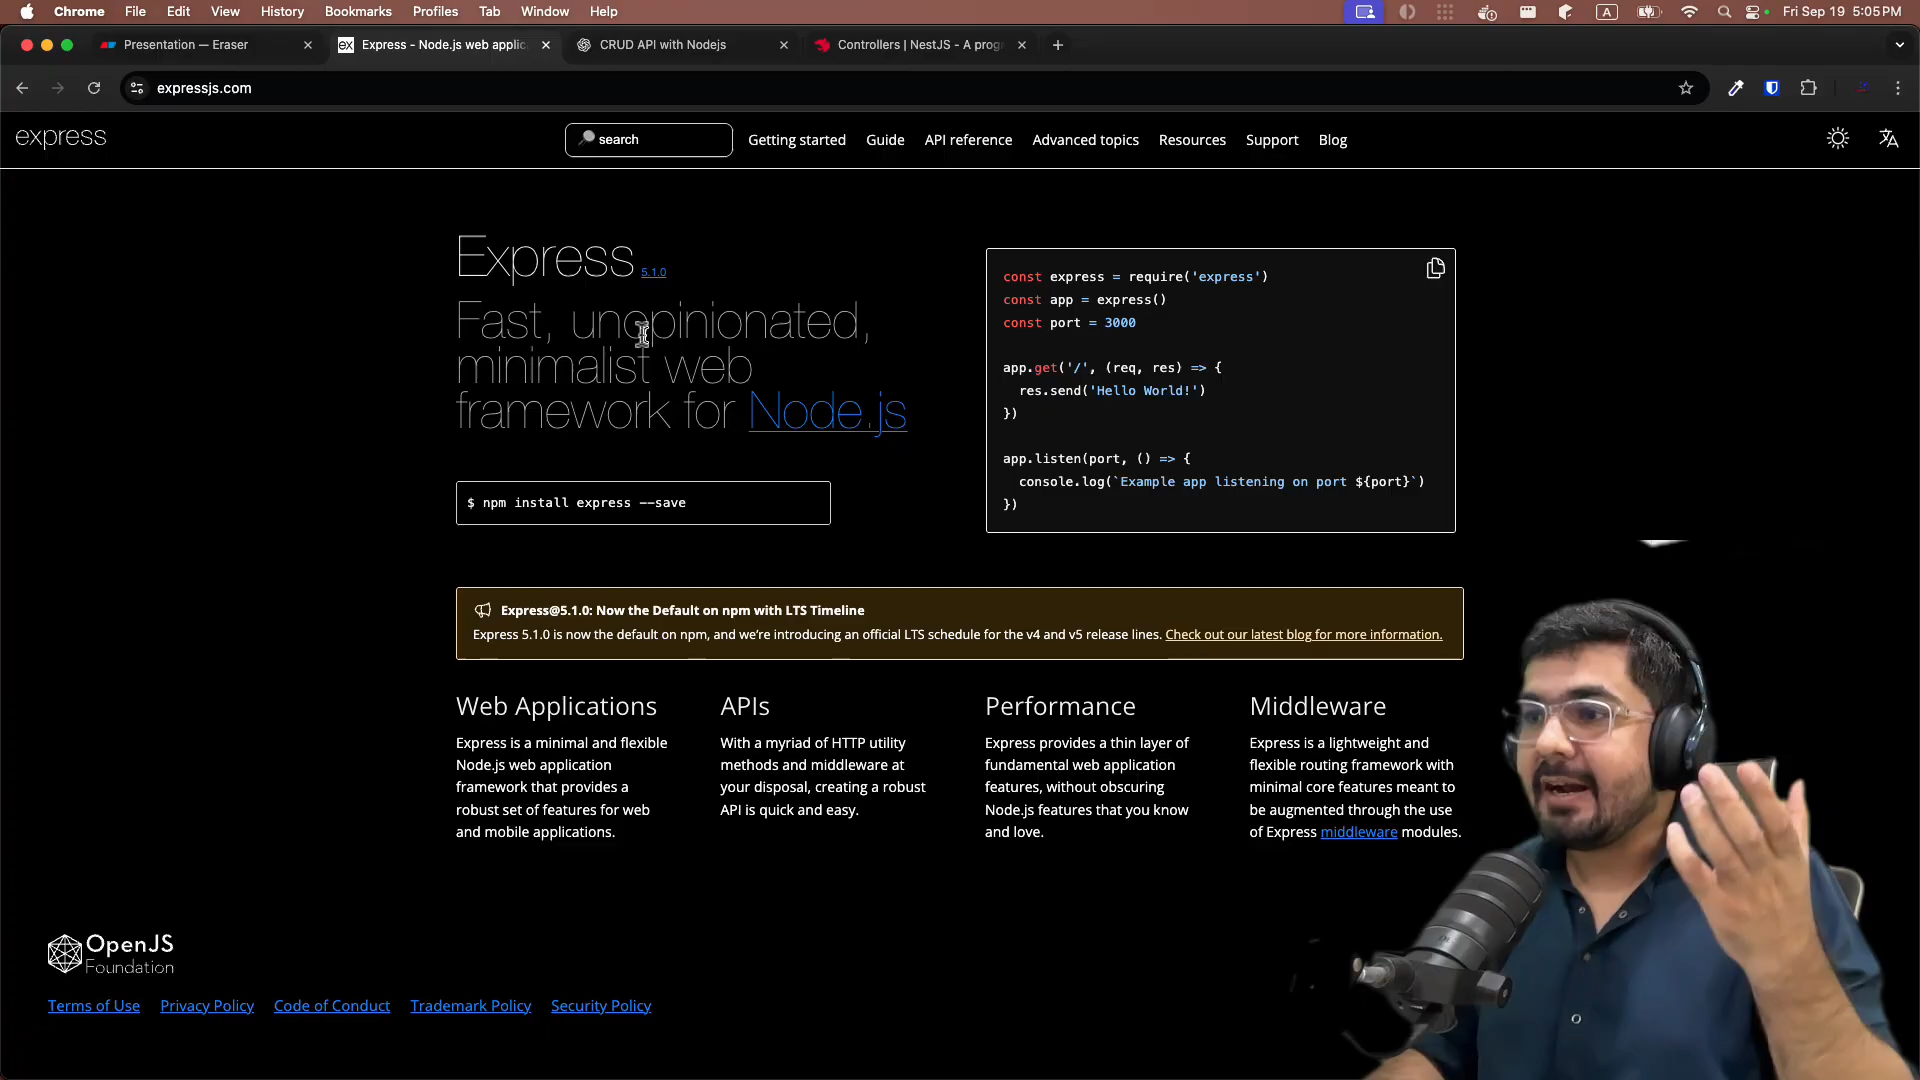 Chrome File Edit View History Bookmarks Profiles Tab Window Help
A
Fri Sep 19 5:05 PM
Presentation — Eraser
ex Express - Node.js web applic
CRUD API with Nodejs
Controllers | NestJS - A prog
expressjs.com
express
search
Getting started Guide API reference Advanced topics Resources Support Blog
Express 5.1.0
Fast, unopinionated,
minimalist web
framework for Node.js
$ npm install express --save
const express = require('express')
const app = express()
const port = 3000
app.get('/', (req, res) => {
res.send('Hello World!')
})
app.listen(port, () => {
console.log(`Example app listening on port ${port}`)
})
Express@5.1.0: Now the Default on npm with LTS Timeline
Express 5.1.0 is now the default on npm, and we’re introducing an official LTS schedule for the v4 and v5 release lines. Check out our latest blog for more information.
Web Applications
Express is a minimal and flexible
Node.js web application
framework that provides a
robust set of features for web
and mobile applications.
APIs
With a myriad of HTTP utility
methods and middleware at
your disposal, creating a robust
API is quick and easy.
Performance
Express provides a thin layer of
fundamental web application
features, without obscuring
Node.js features that you know
and love.
Middleware
Express is a lightweight and
flexible routing framework with
minimal core features meant to
be augmented through the use
of Express middleware modules.
OpenJS
Foundation
Terms of Use Privacy Policy Code of Conduct Trademark Policy Security Policy